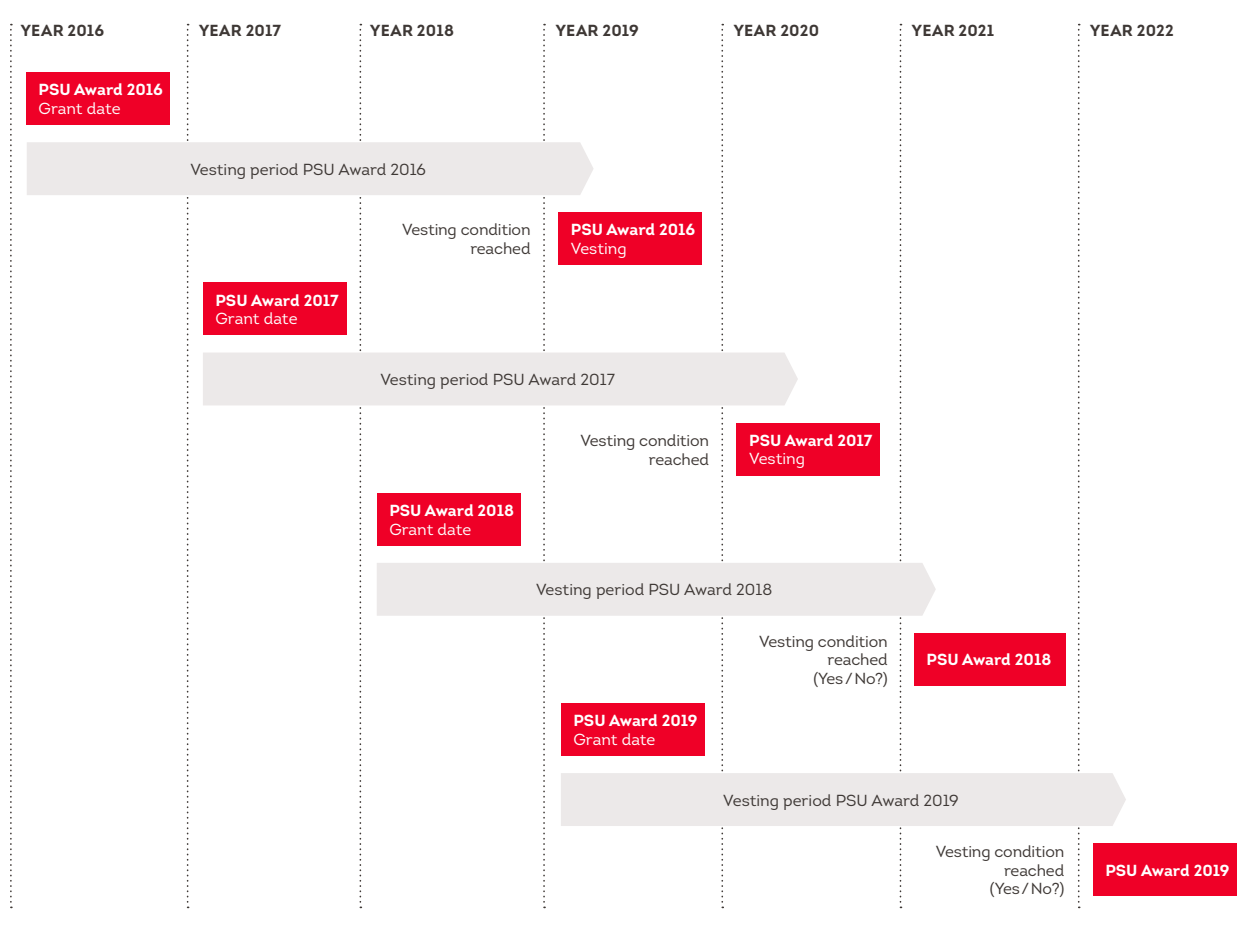 YEAR 2016
YEAR 2017
YEAR 2018
YEAR 2019
YEAR 2020
YEAR 2021
YEAR 2022
PSU Award 2016
Grant date
Vesting period PSU Award 2016
Vesting condition
reached
PSU Award 2016
Vesting
PSU Award 2017
Grant date
Vesting period PSU Award 2017
Vesting condition
reached
PSU Award 2017
Vesting
PSU Award 2018
Grant date
Vesting period PSU Award 2018
Vesting condition
reached
(Yes / No?)
PSU Award 2018
PSU Award 2019
Grant date
Vesting period PSU Award 2019
Vesting condition
reached
(Yes / No?)
PSU Award 2019